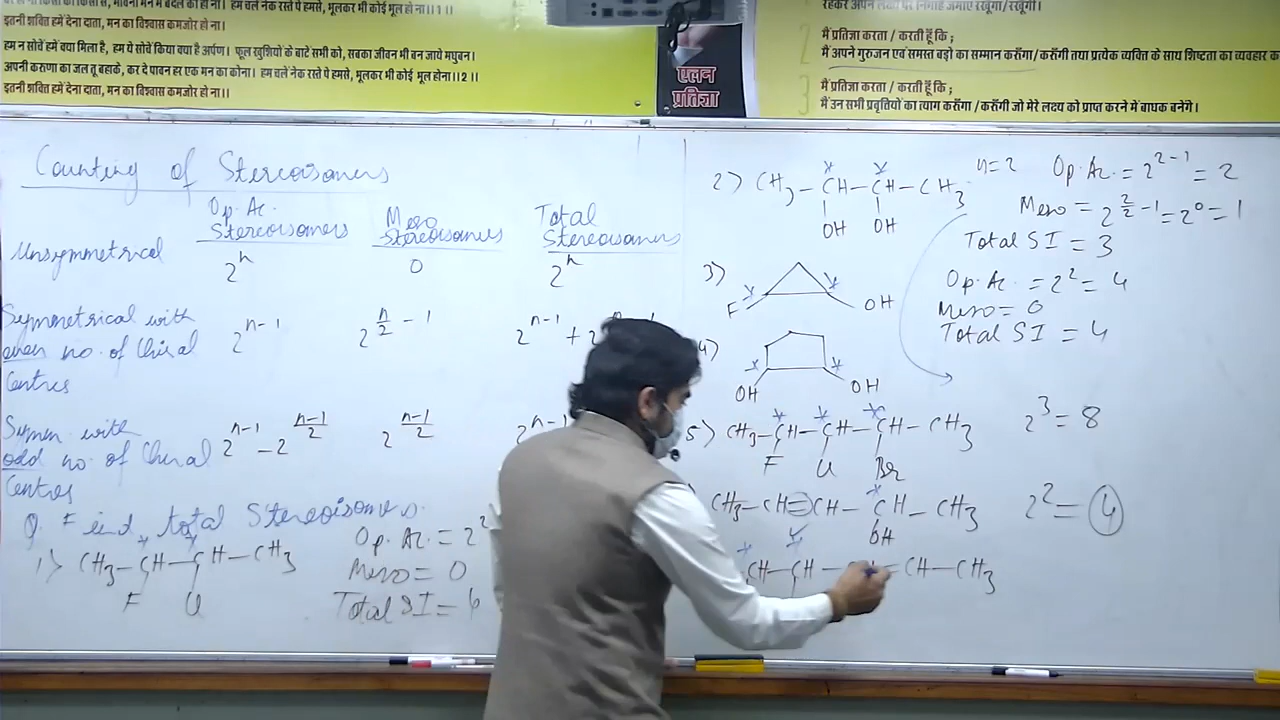 हम न सोचें हमें क्या मिला है, हम ये सोचें किया क्या है अर्पण। फूल खुशियों के बाटे सभी को, सबका जीवन भी बन जाये मधुबन।
अपनी करुणा का जल तू बहाके, कर दे पावन हर एक मन का कोना। हम चलें नेक रस्ते पे हमसे, भूलकर भी कोई भूल होना।।2।।
इतनी शक्ति हमें देना दाता, मन का विश्वास कमजोर हो ना।।
एलन
प्रतिज्ञा
2 मैं प्रतिज्ञा करता / करती हूँ कि ;
मैं अपने गुरुजन एवं समस्त बड़ों का सम्मान करुँगा / करुँगी तथा प्रत्येक व्यक्ति के साथ शिष्टता का व्यवहार
3 मैं प्रतिज्ञा करता / करती हूँ कि ;
मैं उन सभी प्रवृत्तियों का त्याग करुँगा / करुँगी जो मेरे लक्ष्य को प्राप्त करने में बाधक बनेंगे।
Counting of Stereoisomers
Op. Ac. Stereoisomers Meso Stereoisomers Total Stereoisomers
Unsymmetrical 2^n 0 2^n
Symmetrical with even no. of Chiral Centres 2^{n-1} 2^{n/2 - 1} 2^{n-1} +
Symm. with odd no. of Chiral Centres 2^{n-1} - 2^{(n-1)/2} 2^{(n-1)/2}
Q. Find total Stereoisomers.
1) CH3-CH-CH-CH3 Op. Ac. = 2^2
F Cl Meso = 0
Total SI =
2) CH3-CH-CH-CH3 n=2 Op. Ac. = 2^{2-1} = 2
OH OH Meso = 2^{2/2 - 1} = 2^0 = 1
Total SI = 3
3) F OH Op. Ac. = 2^2 = 4
Meso = 0
Total SI = 4
4) OH OH
5) CH3-CH-CH-CH-CH3 2^3 = 8
F Cl Br
CH3-CH=CH-CH-CH3 2^2 = 4
OH
CH-CH- =CH-CH3